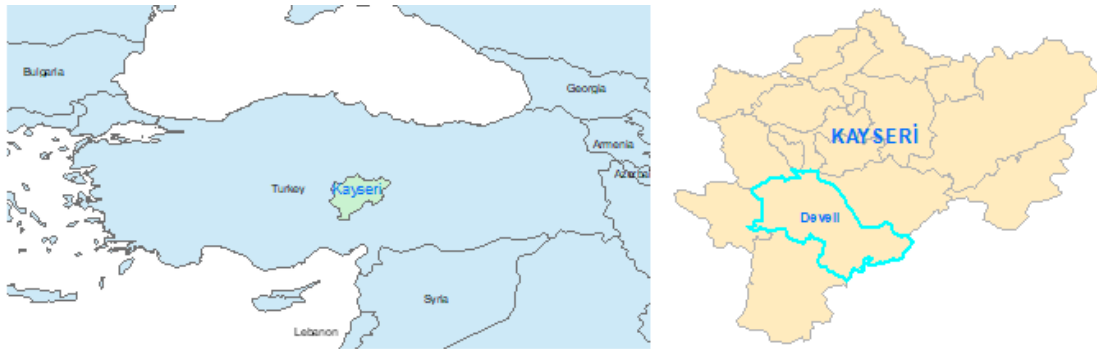 Bulgaria
Georgia
Armenia
Azerba
Turkey
Kayseri
Syria
Lebanon
KAYSERİ
Develi